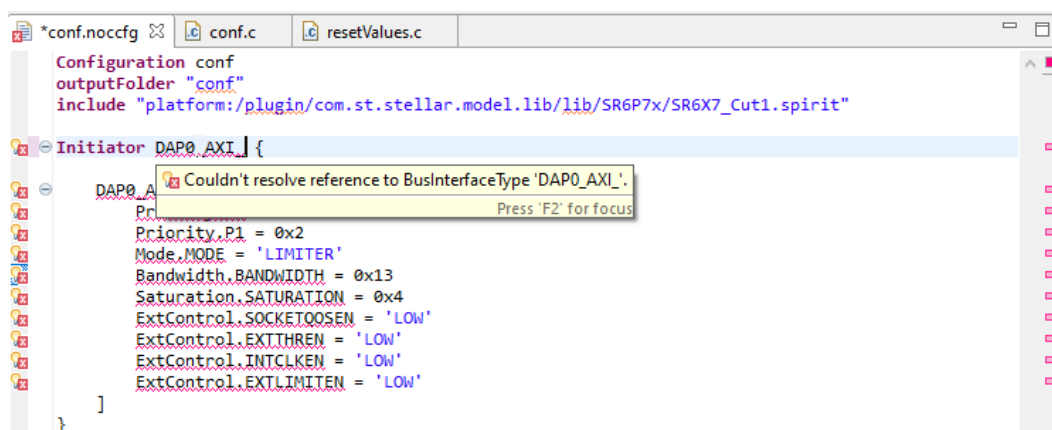 *conf.noccfg conf.c resetValues.c
Configuration conf
outputFolder "conf"
include "platform:/plugin/com.st.stellar.model.lib/lib/SR6P7x/SR6X7_Cut1.spirit"
Initiator DAP0_AXI_ {
Couldn't resolve reference to BusInterfaceType 'DAP0_AXI_'.
DAP0_A
Press 'F2' for focus
Pr
Priority.P1 = 0x2
Mode.MODE = 'LIMITER'
Bandwidth.BANDWIDTH = 0x13
Saturation.SATURATION = 0x4
ExtControl.SOCKETQOSEN = 'LOW'
ExtControl.EXTTHREN = 'LOW'
ExtControl.INTCLKEN = 'LOW'
ExtControl.EXTLIMITEN = 'LOW'
]
}